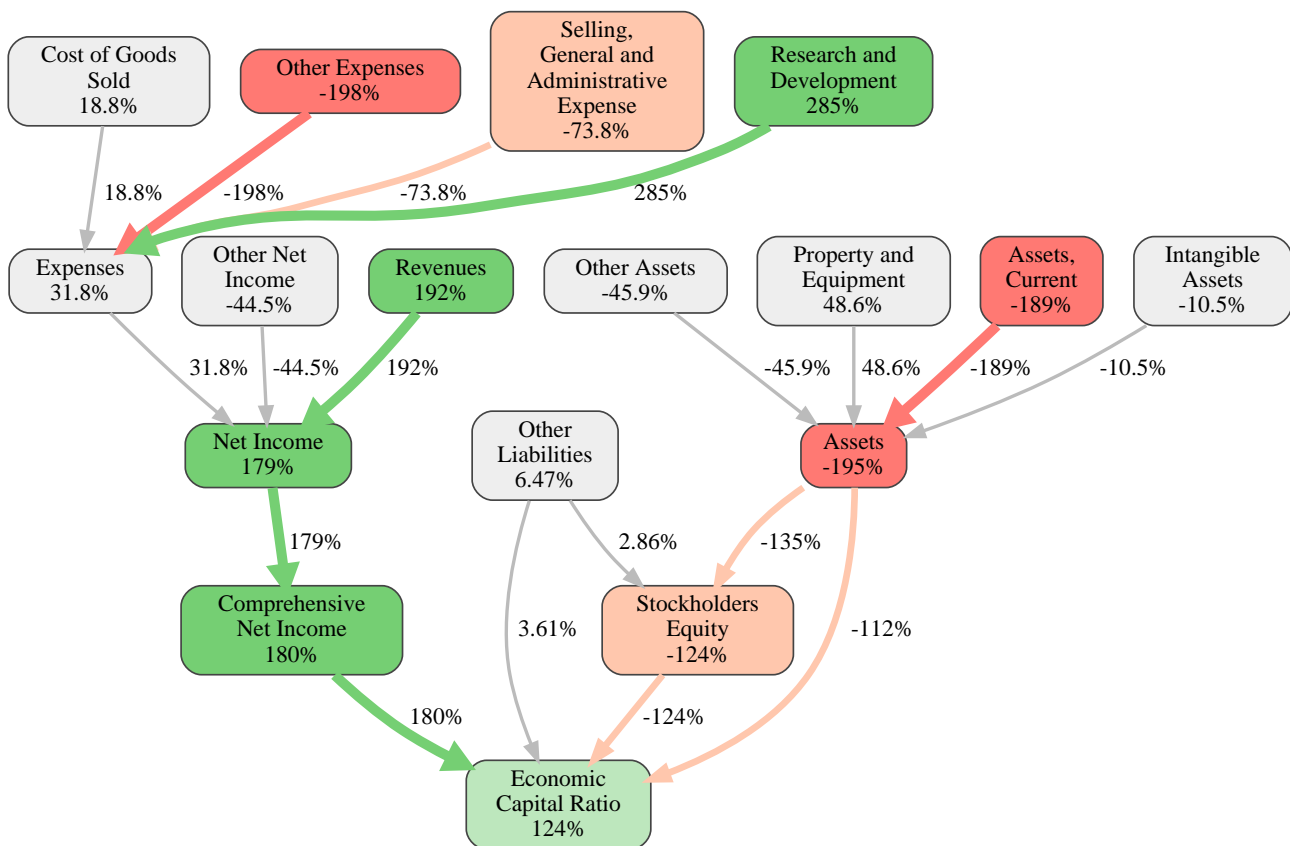 Cost of Goods
Sold
18.8%
Other Expenses
-198%
Selling,
General and
Administrative
Expense
-73.8%
Research and
Development
285%
18.8%
-198%
-73.8%
285%
Expenses
31.8%
Other Net
Income
-44.5%
Revenues
192%
Other Assets
-45.9%
Property and
Equipment
48.6%
Assets,
Current
-189%
Intangible
Assets
-10.5%
31.8%
-44.5%
192%
-45.9%
48.6%
-189%
-10.5%
Net Income
179%
Other
Liabilities
6.47%
Assets
-195%
179%
2.86%
-135%
Comprehensive
Net Income
180%
3.61%
Stockholders
Equity
-124%
-112%
180%
-124%
Economic
Capital Ratio
124%